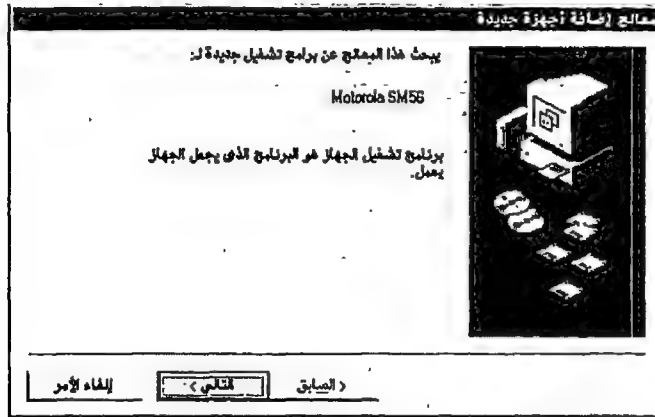 معالج إضافة أجهزة جديدة
يبحث هذا المعالج عن برامج تشغيل جديدة لـ:
Motorola SM56
برنامج تشغيل الجهاز هو البرنامج الذى يجعل الجهاز
يعمل.
< السابق
التالي >
إلغاء الأمر